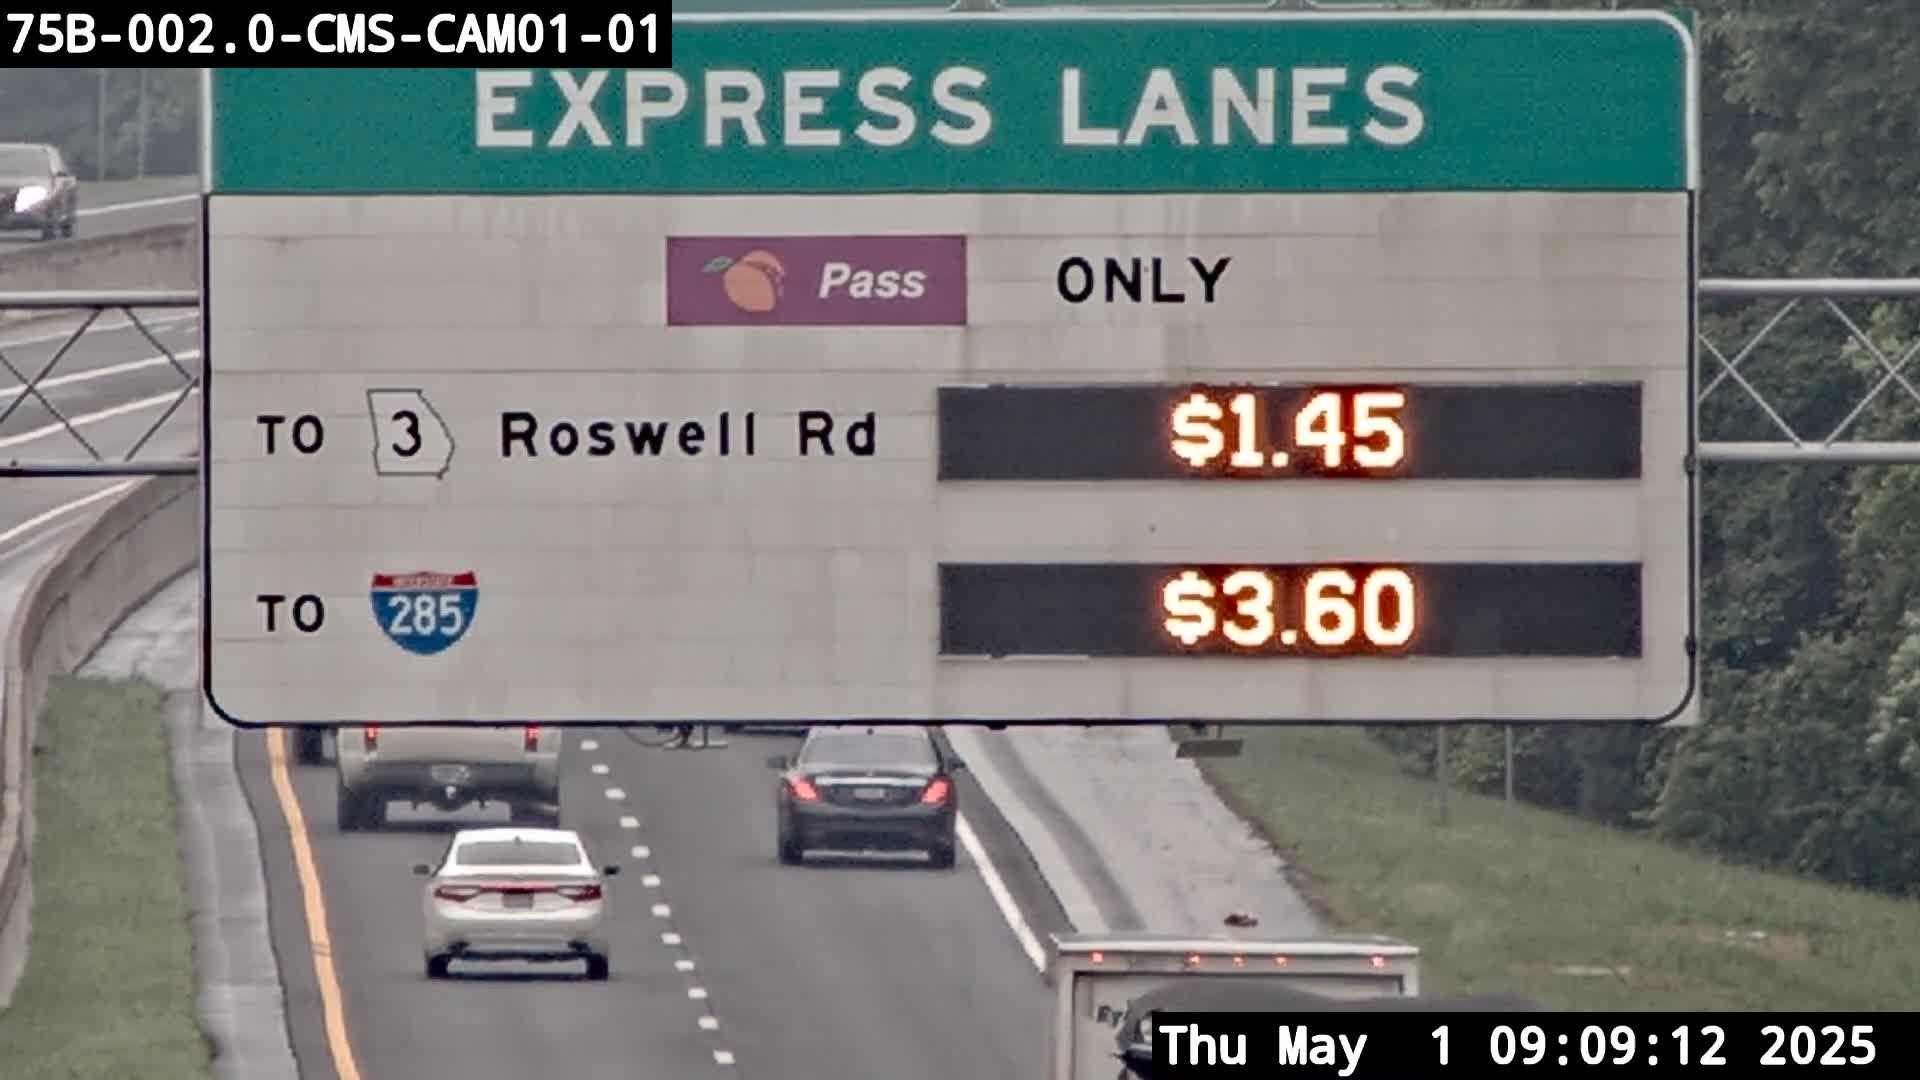 75B-002.0-CMS-CAM01-01
EXPRESS LANES
Pass ONLY
TO 3 Roswell Rd $1.45
INTERSTATE
TO 285 $3.60
Thu May 1 09:09:12 2025